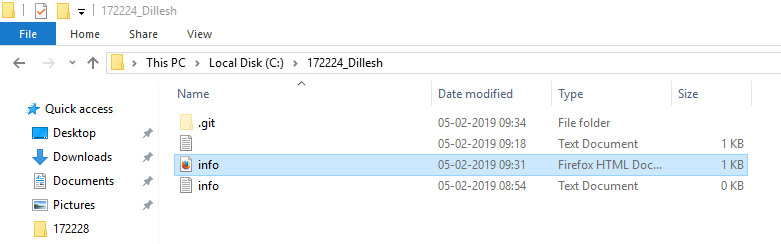 172224_Dillesh
File Home Share View
This PC Local Disk (C:) 172224_Dillesh
Name Date modified Type Size
Quick access
.git 05-02-2019 09:34 File folder
Desktop
05-02-2019 09:18 Text Document 1 KB
Downloads
info 05-02-2019 09:31 Firefox HTML Doc... 1 KB
Documents
info 05-02-2019 08:54 Text Document 0 KB
Pictures
172228